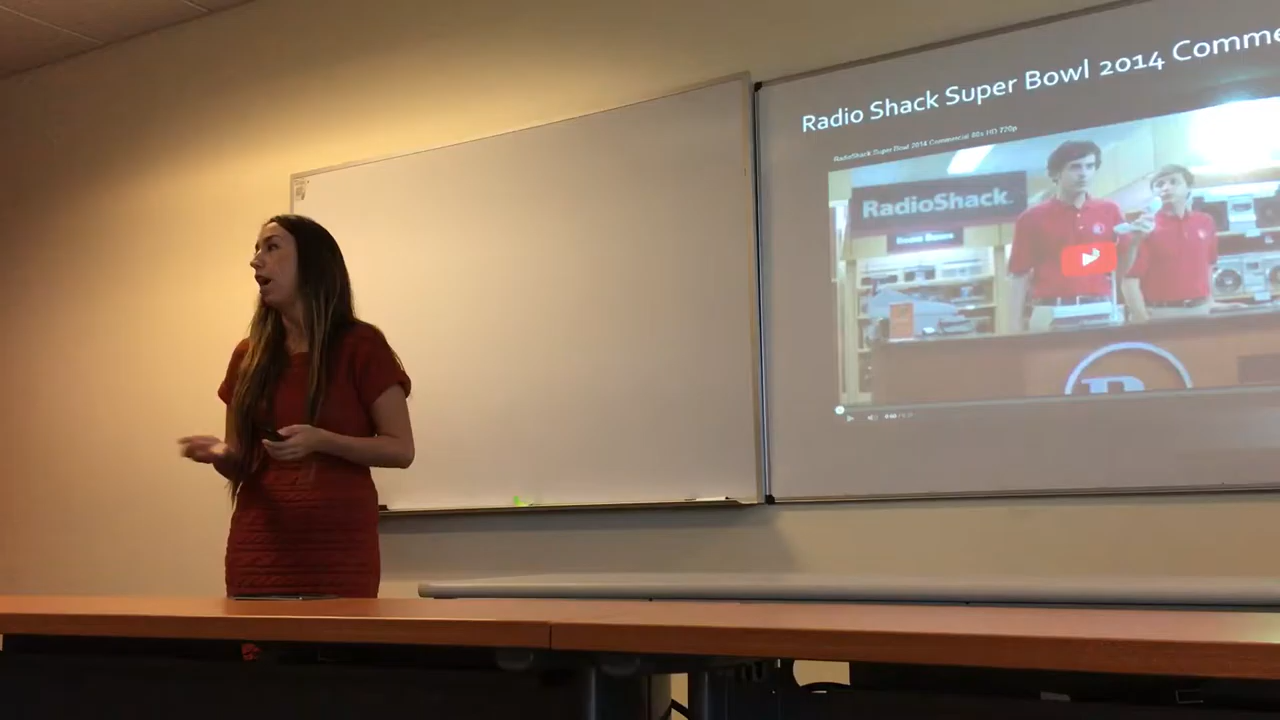 Radio Shack Super Bowl 2014 Comme
RadioShack Super Bowl 2014 Commercial 80s HD 720p
RadioShack.
R